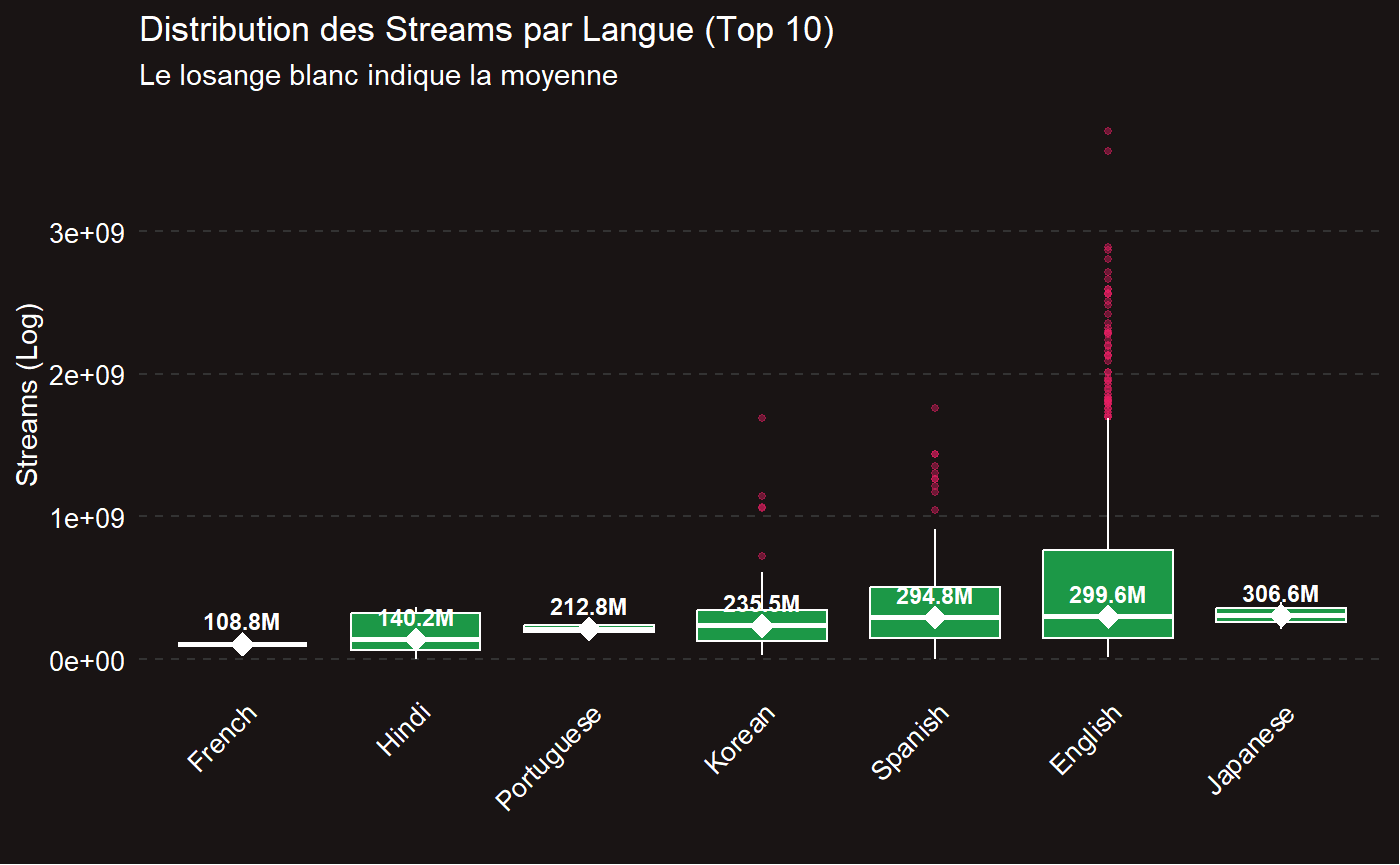 Distribution des Streams par Langue (Top 10)
Le losange blanc indique la moyenne
Streams (Log)
3e+09
2e+09
1e+09
0e+00
108.8M
140.2M
212.8M
235.5M
294.8M
299.6M
306.6M
French
Hindi
Portuguese
Korean
Spanish
English
Japanese